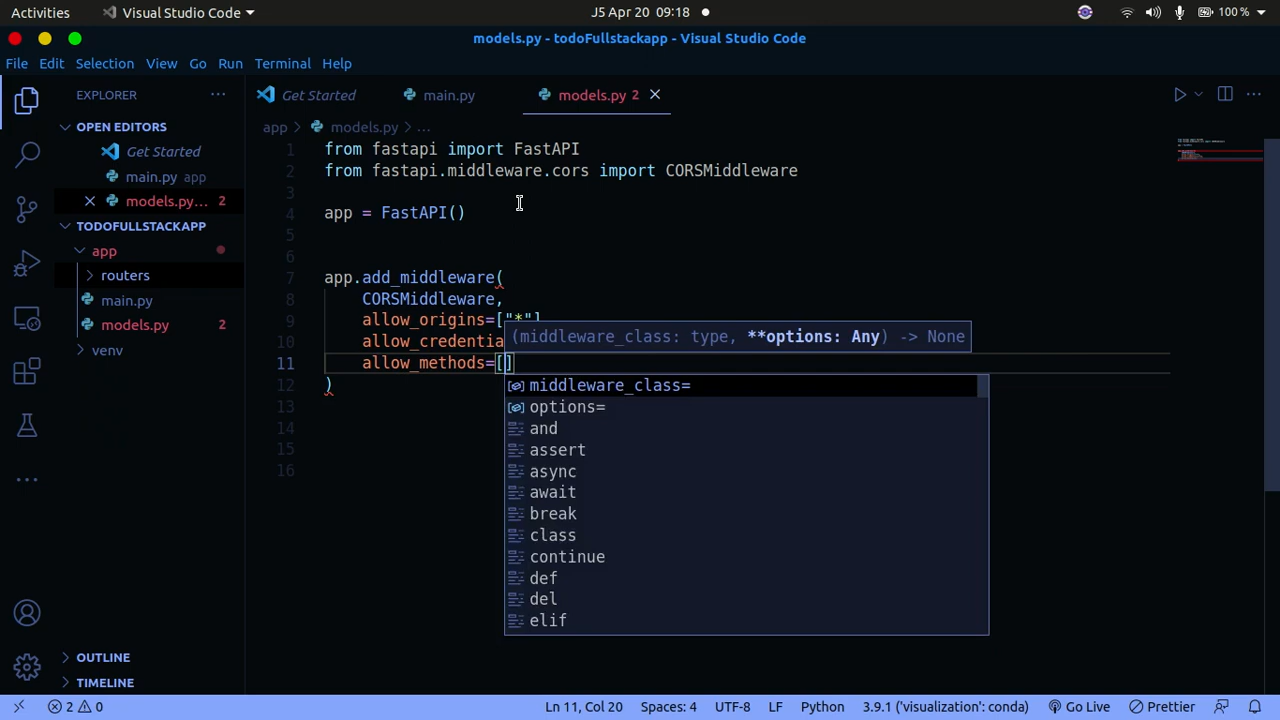 Activities
Visual Studio Code
J5 Apr 20 09:18
100 %
models.py - todoFullstackapp - Visual Studio Code
File Edit Selection View Go Run Terminal Help
EXPLORER
OPEN EDITORS
Get Started
main.py app
models.py... 2
TODOFULLSTACKAPP
app
routers
main.py
models.py 2
venv
OUTLINE
TIMELINE
Get Started
main.py
models.py 2
app > models.py > ...
1 from fastapi import FastAPI
2 from fastapi.middleware.cors import CORSMiddleware
3
4 app = FastAPI()
5
6
7 app.add_middleware(
8 CORSMiddleware,
9 allow_origins=["*"]
10 allow_credentia
11 allow_methods=[]
12 )
13
14
15
16
(middleware_class: type, **options: Any) -> None
middleware_class=
options=
and
assert
async
await
break
class
continue
def
del
elif
2 0
Ln 11, Col 20
Spaces: 4
UTF-8
LF
Python
3.9.1 ('visualization': conda)
Go Live
Prettier